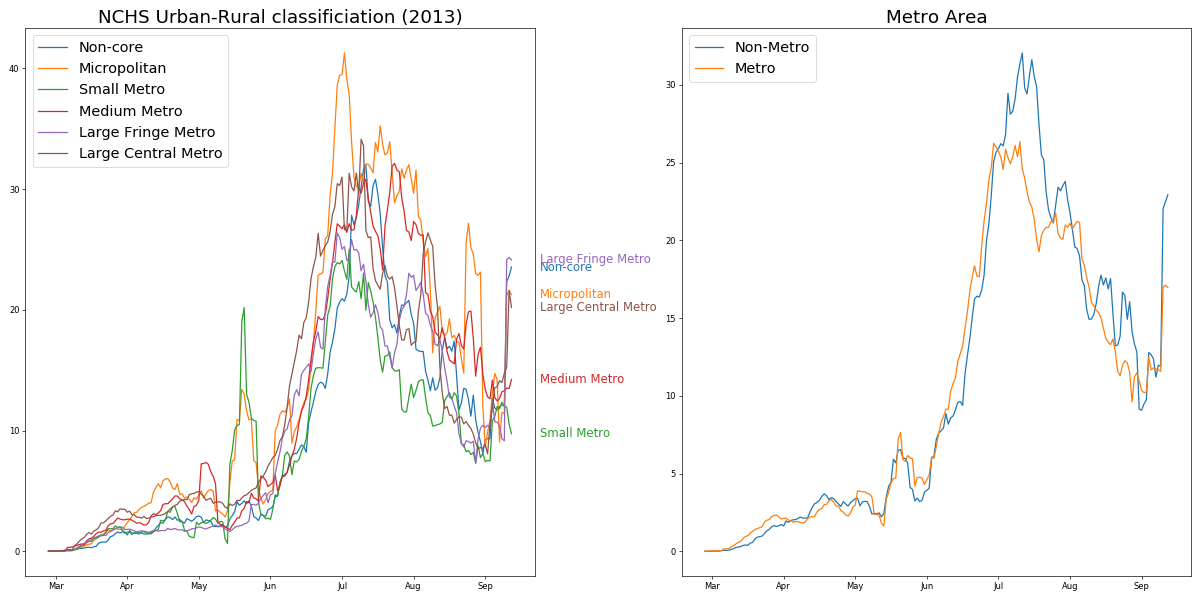 NCHS Urban-Rural classificiation (2013)
Non-core
Micropolitan
Small Metro
Medium Metro
Large Fringe Metro
Large Central Metro
40
30
20
10
0
Mar Apr May Jun Jul Aug Sep
Large Fringe Metro
Non-core
Micropolitan
Large Central Metro
Medium Metro
Small Metro
Metro Area
Non-Metro
Metro
30
25
20
15
10
5
0
Mar Apr May Jun Jul Aug Sep